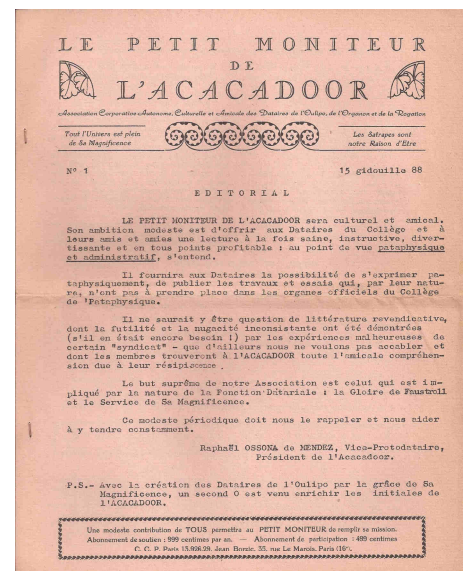 LE PETIT MONITEUR
DE
L'ACACADOOR
Association Corporative Autonome, Culturelle et Amicale des Dataires de l'Oulipo, de l'Organon et de la Rogation
Tout l'Univers est plein
de Sa Magnificence
Les Satrapes sont
notre Raison d'Etre
N° 1
15 gidouille 88
EDITORIAL
LE PETIT MONITEUR DE L'ACACADOOR sera culturel et amical.
Son ambition modeste est d'offrir aux Dataires du Collège et à
leurs amis et amies une lecture à la fois saine, instructive, diver-
tissante et en tous points profitable : au point de vue pataphysique
et administratif, s'entend.
Il fournira aux Dataires la possibilité de s'exprimer pa-
taphysiquement, de publier les travaux et essais qui, par leur natu-
re, n'ont pas à prendre place dans les organes officiels du Collège
de 'Pataphysique.
Il ne saurait y être question de littérature revendicative,
dont la futilité et la nugacité inconsistante ont été démontrées
(s'il en était encore besoin !) par les expériences malheureuses de
certain "syndicat" - que d'ailleurs nous ne voulons pas accabler et
dont les membres trouveront à l'ACACADOOR toute l'amicale compréhen-
sion due à leur résipiscence .
Le but suprême de notre Association est celui qui est im-
pliqué par la nature de la Fonction Datariale : la Gloire de Faustroll
et le Service de Sa Magnificence.
Ce modeste périodique doit nous le rappeler et nous aider
à y tendre constamment.
Raphaël OSSONA de MENDEZ, Vice-Protodataire,
Président de l'Acacadoor.
P.S.- Avec la création des Dataires de l'Oulipo par la grâce de Sa
Magnificence, un second O est venu enrichir les initiales de
l'ACACADOOR.
Une modeste contribution de TOUS permettra au PETIT MONITEUR de remplir sa mission.
Abonnement de soutien : 999 centimes par an. — Abonnement de participation : 499 centimes
C. C. P. Paris 13.928.29. Jean Borzic, 33, rue Le Marois, Paris (16e).